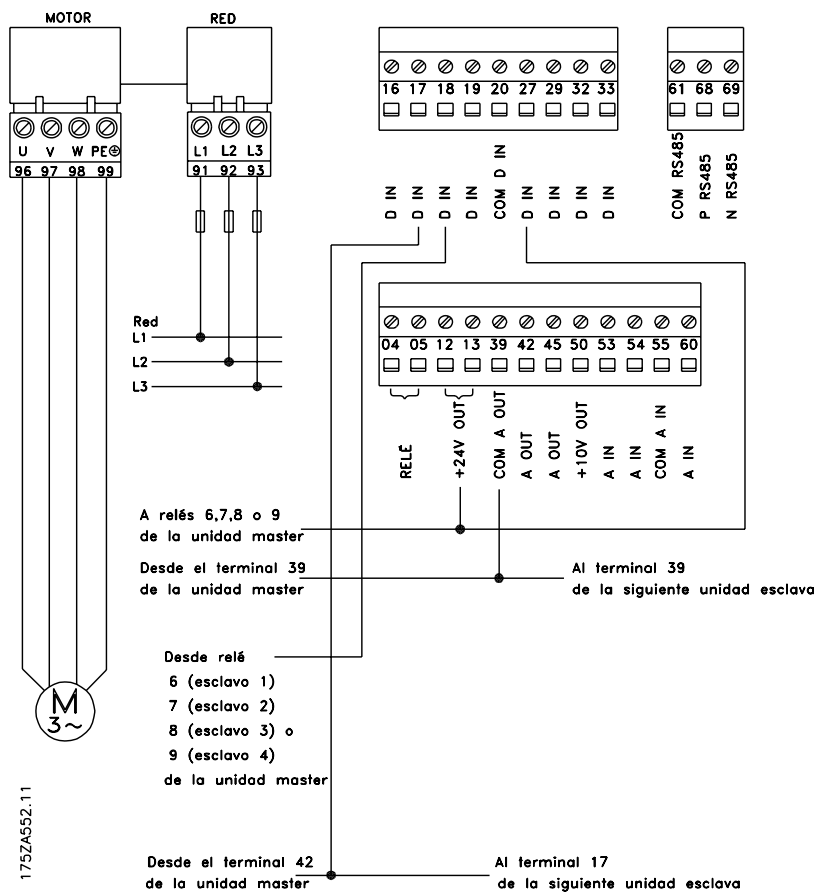 MOTOR
RED
U V W PE
96 97 98 99
L1 L2 L3
91 92 93
16 17 18 19 20 27 29 32 33
D IN
D IN
D IN
D IN
COM D IN
D IN
D IN
D IN
D IN
61 68 69
COM RS485
P RS485
N RS485
Red
L1
L2
L3
04 05 12 13 39 42 45 50 53 54 55 60
RELÉ
+24V OUT
COM A OUT
A OUT
A OUT
+10V OUT
A IN
A IN
COM A IN
A IN
A relés 6,7,8 o 9
de la unidad master
Desde el terminal 39
de la unidad master
Al terminal 39
de la siguiente unidad esclava
Desde relé
6 (esclavo 1)
7 (esclavo 2)
8 (esclavo 3) o
9 (esclavo 4)
de la unidad master
M
3~
175ZA552.11
Desde el terminal 42
de la unidad master
Al terminal 17
de la siguiente unidad esclava